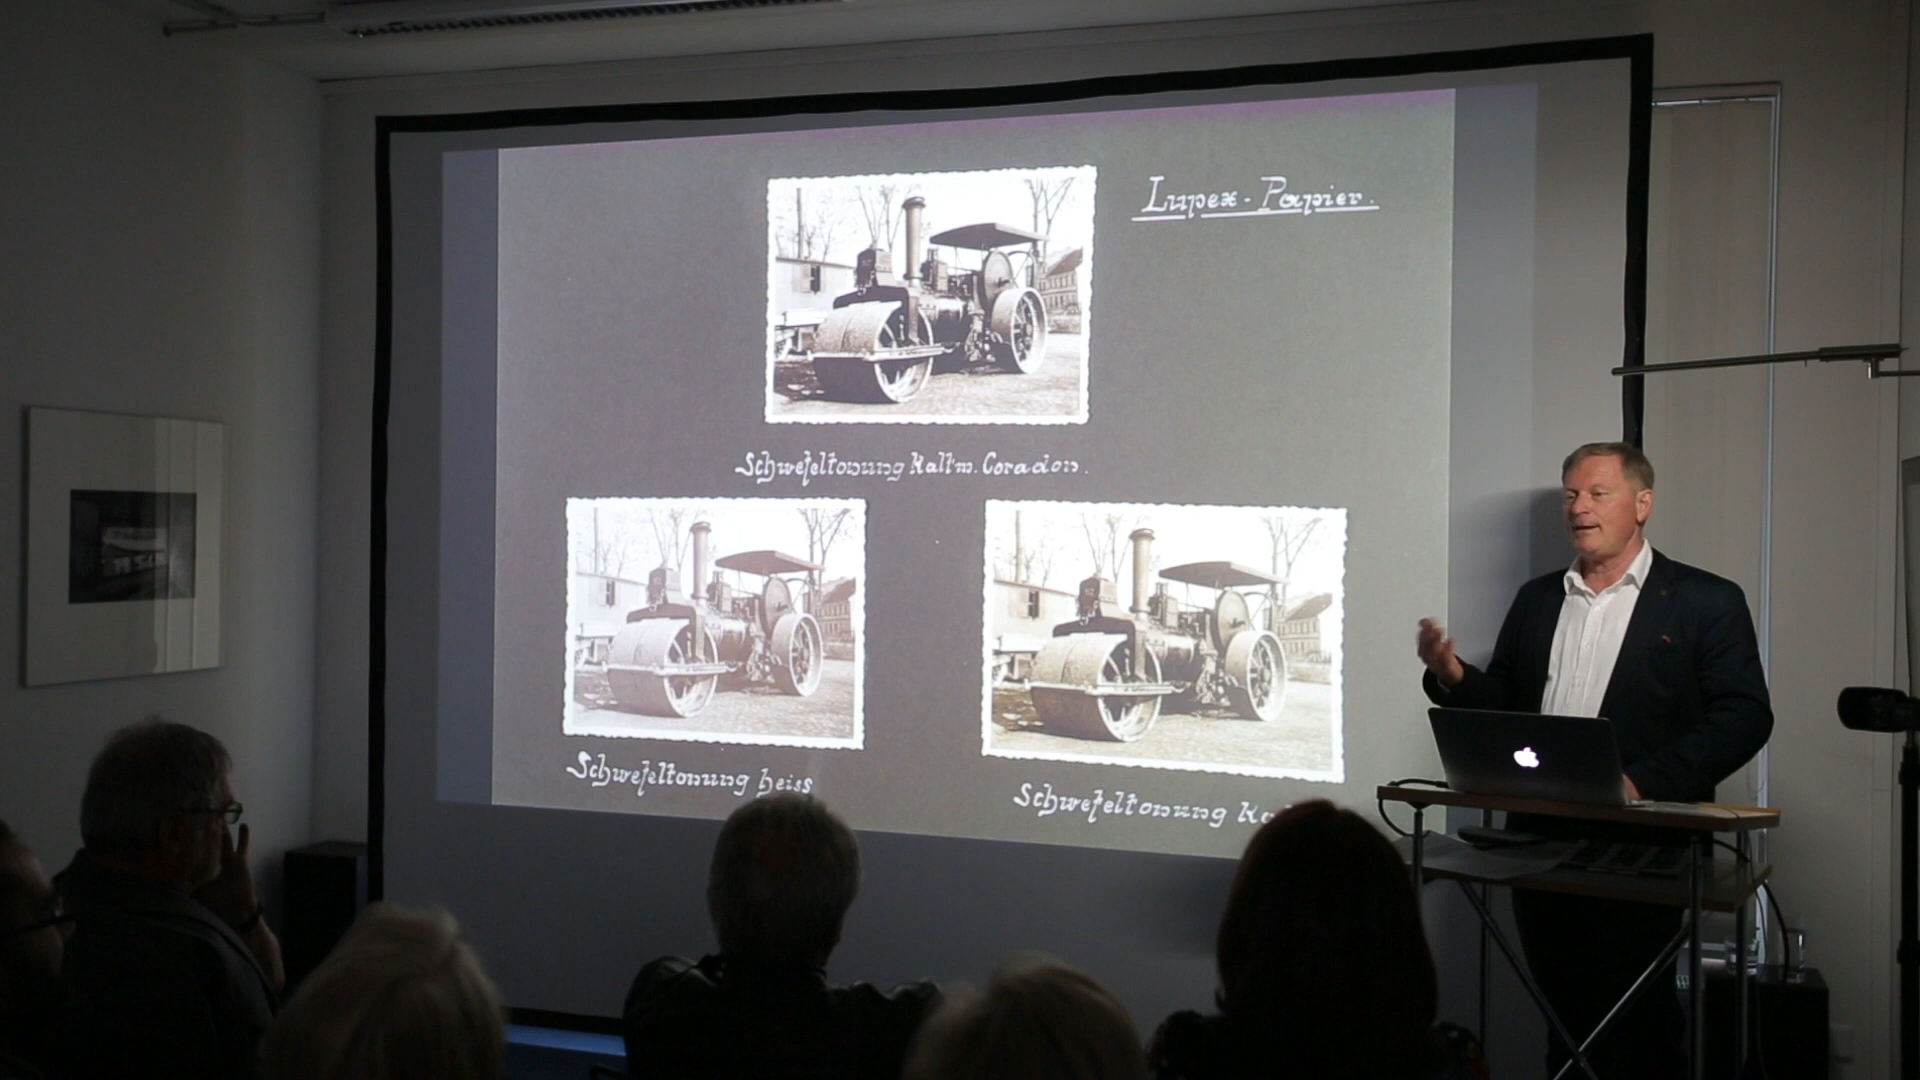 Lupex-Papier.
Schwefeltonung Kalt m. Coradon.
Schwefeltonung heiss
Schwefeltonung